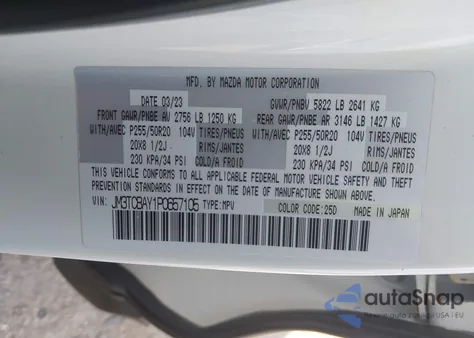 MFD. BY MAZDA MOTOR CORPORATION
DATE 03/23 GVWR/PNBV 5822 LB 2641 KG
FRONT GAWR/PNBE AV 2756 LB 1250 KG REAR GAWR/PNBE AR 3146 LB 1427 KG
WITH/AVEC P255/50R20 104V TIRES/PNEUS WITH/AVEC P255/50R20 104V TIRES/PNEUS
20X8 1/2J RIMS/JANTE 20X8 1/2J RIMS/JANTE
230 KPA/34 PSI COLD/A FROID 230 KPA/34 PSI COLD/A FROID
THIS VEHICLE CONFORMS TO ALL APPLICABLE FEDERAL MOTOR VEHICLE
SAFETY AND THEFT PREVENTION STANDARDS IN EFFECT
ON THE DATE OF MANUFACTURE SHOWN ABOVE.
VIN: JM3TCBAY1P0657105 TYPE: MPV COLOR CODE: 25D MADE IN JAPAN
autoSnap